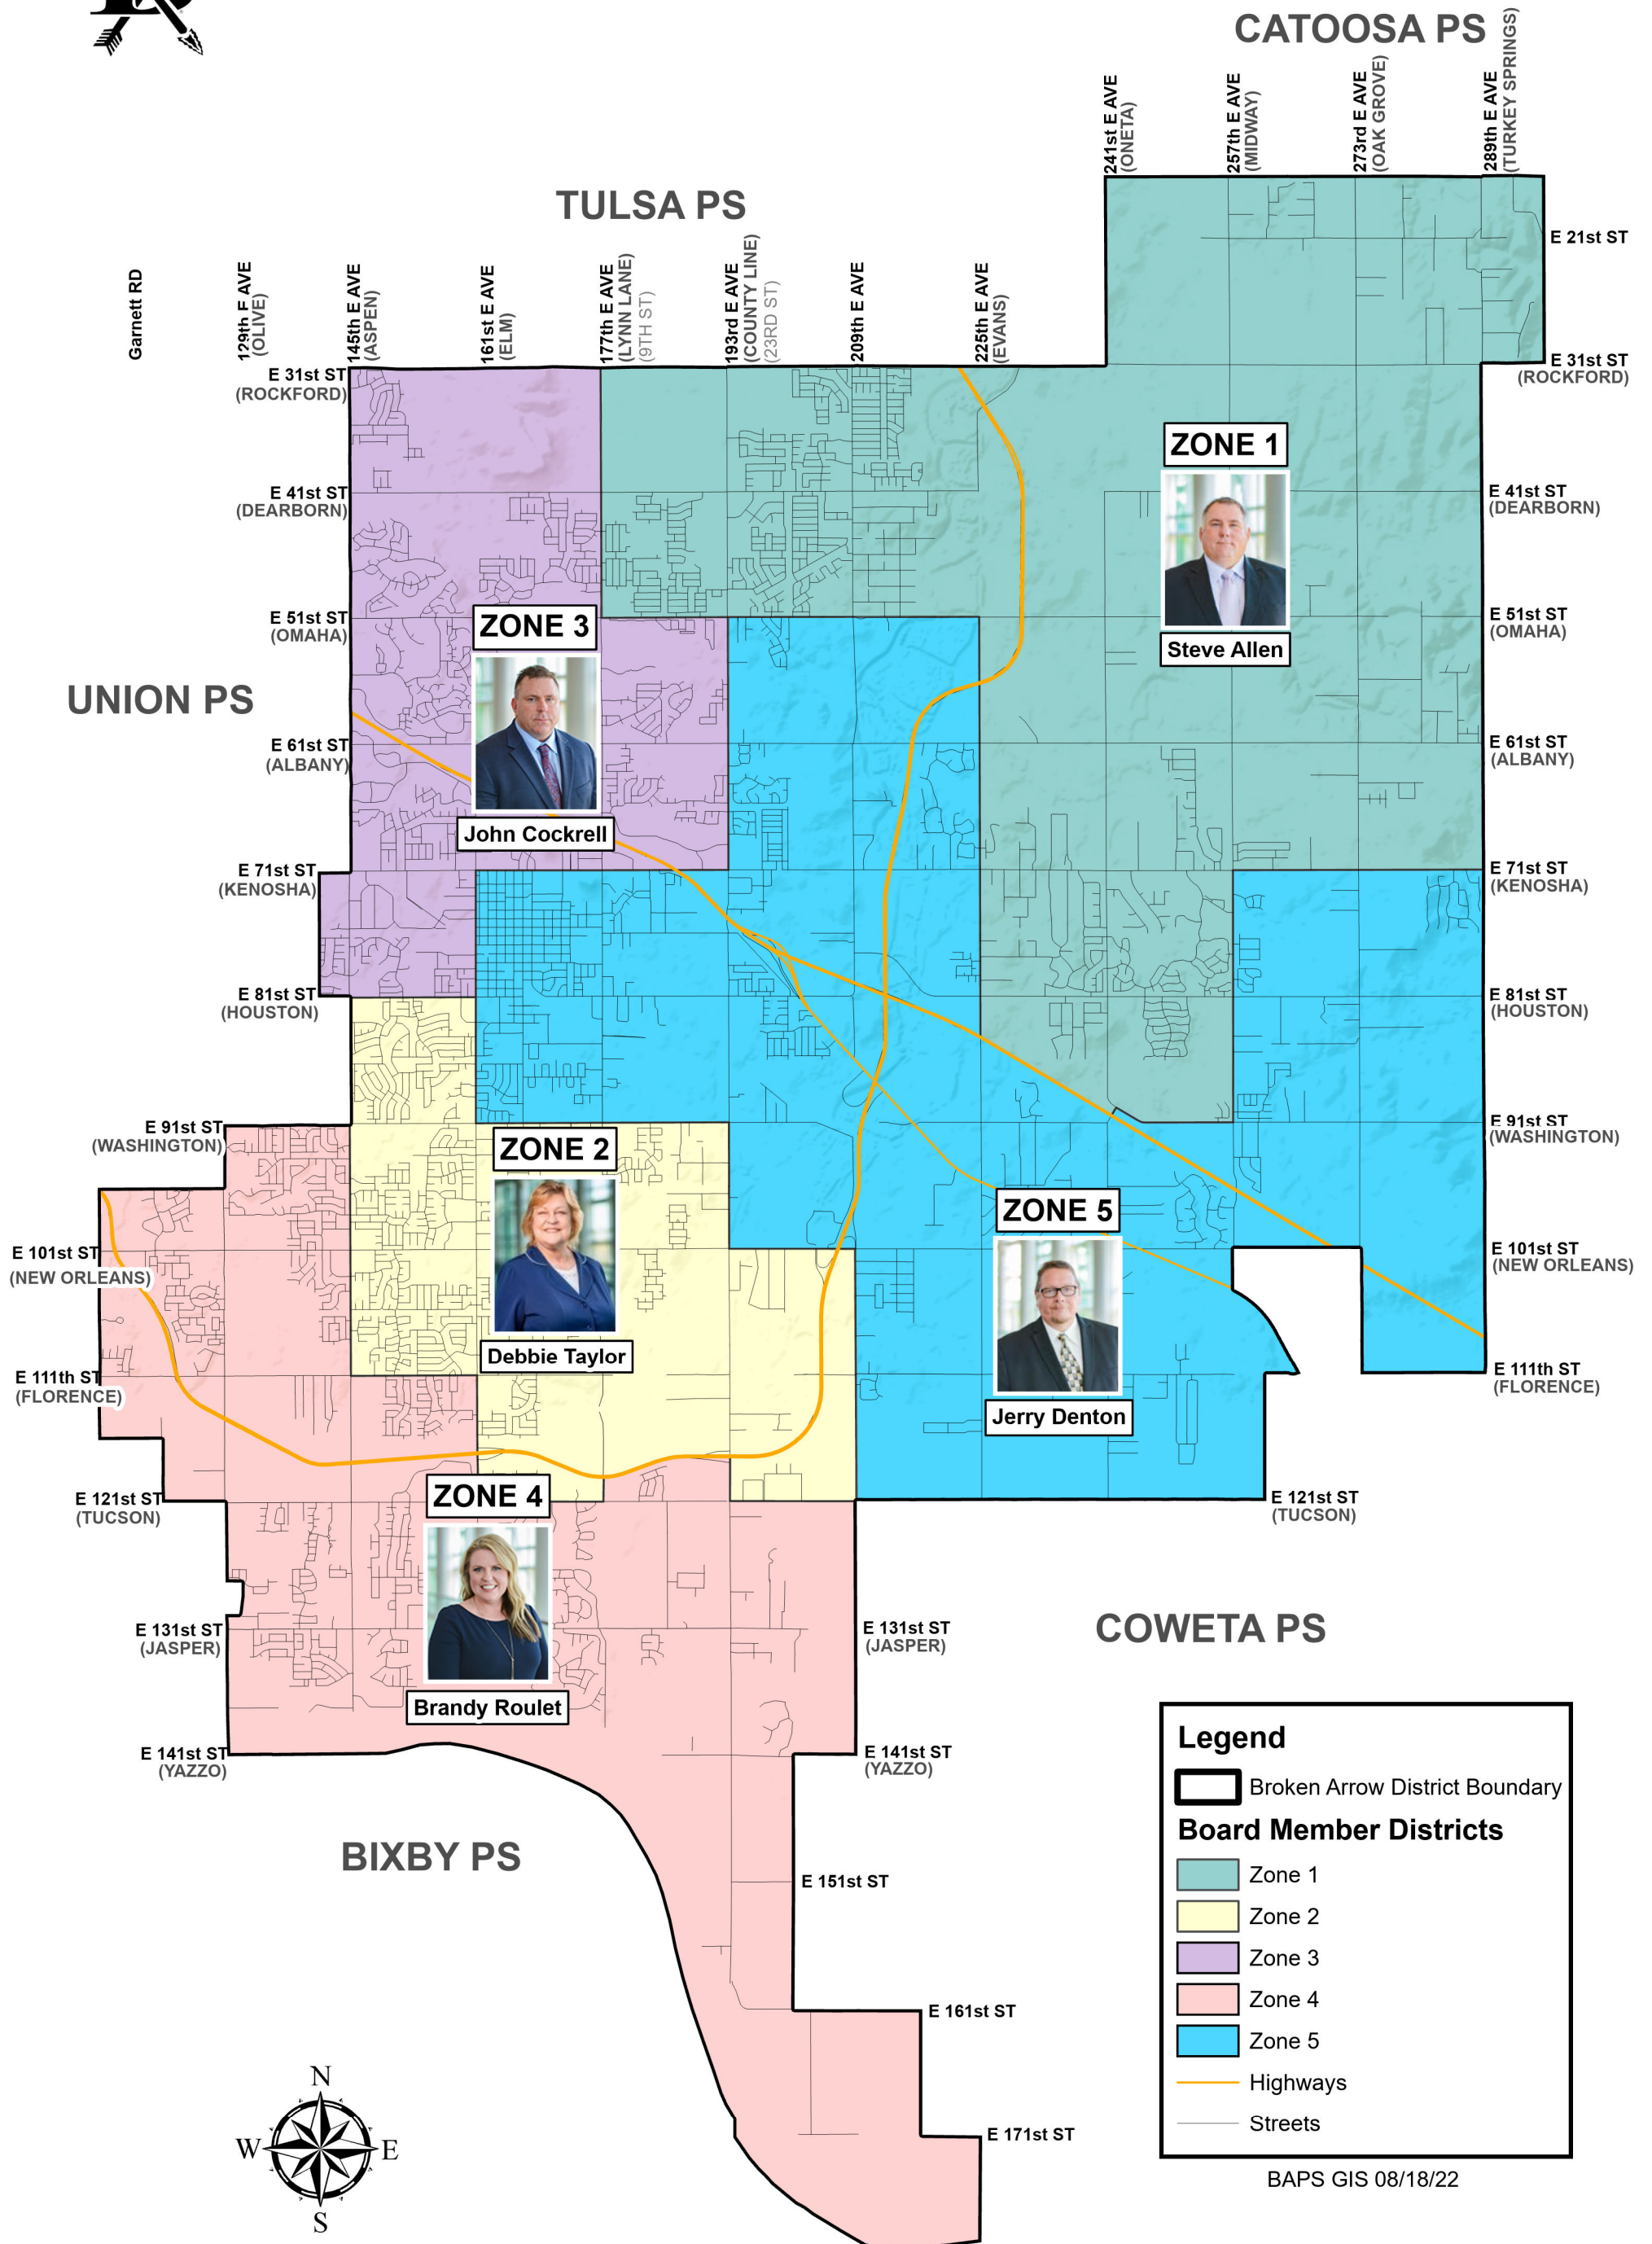 CATOOSA PS
241st E AVE
(ONETA)
257th E AVE
(MIDWAY)
273rd E AVE
(OAK GROVE)
289th E AVE
(TURKEY SPRINGS)
TULSA PS
Garnett RD
129th E AVE
(OLIVE)
145th E AVE
(ASPEN)
161st E AVE
(ELM)
177th E AVE
(LYNN LANE)
(9TH ST)
193rd E AVE
(COUNTY LINE)
(23RD ST)
209th E AVE
225th E AVE
(EVANS)
E 21st ST
E 31st ST
(ROCKFORD)
E 31st ST
(ROCKFORD)
ZONE 1
E 41st ST
(DEARBORN)
E 41st ST
(DEARBORN)
E 51st ST
(OMAHA)
ZONE 3
E 51st ST
(OMAHA)
Steve Allen
UNION PS
E 61st ST
(ALBANY)
E 61st ST
(ALBANY)
John Cockrell
E 71st ST
(KENOSHA)
E 71st ST
(KENOSHA)
E 81st ST
(HOUSTON)
E 81st ST
(HOUSTON)
E 91st ST
(WASHINGTON)
E 91st ST
(WASHINGTON)
ZONE 2
ZONE 5
E 101st ST
(NEW ORLEANS)
E 101st ST
(NEW ORLEANS)
Debbie Taylor
E 111th ST
(FLORENCE)
E 111th ST
(FLORENCE)
Jerry Denton
E 121st ST
(TUCSON)
ZONE 4
E 121st ST
(TUCSON)
E 131st ST
(JASPER)
E 131st ST
(JASPER)
COWETA PS
Brandy Roulet
E 141st ST
(YAZZO)
E 141st ST
(YAZZO)
BIXBY PS
E 151st ST
E 161st ST
E 171st ST
Legend
Broken Arrow District Boundary
Board Member Districts
Zone 1
Zone 2
Zone 3
Zone 4
Zone 5
Highways
Streets
BAPS GIS 08/18/22
N
W
E
S